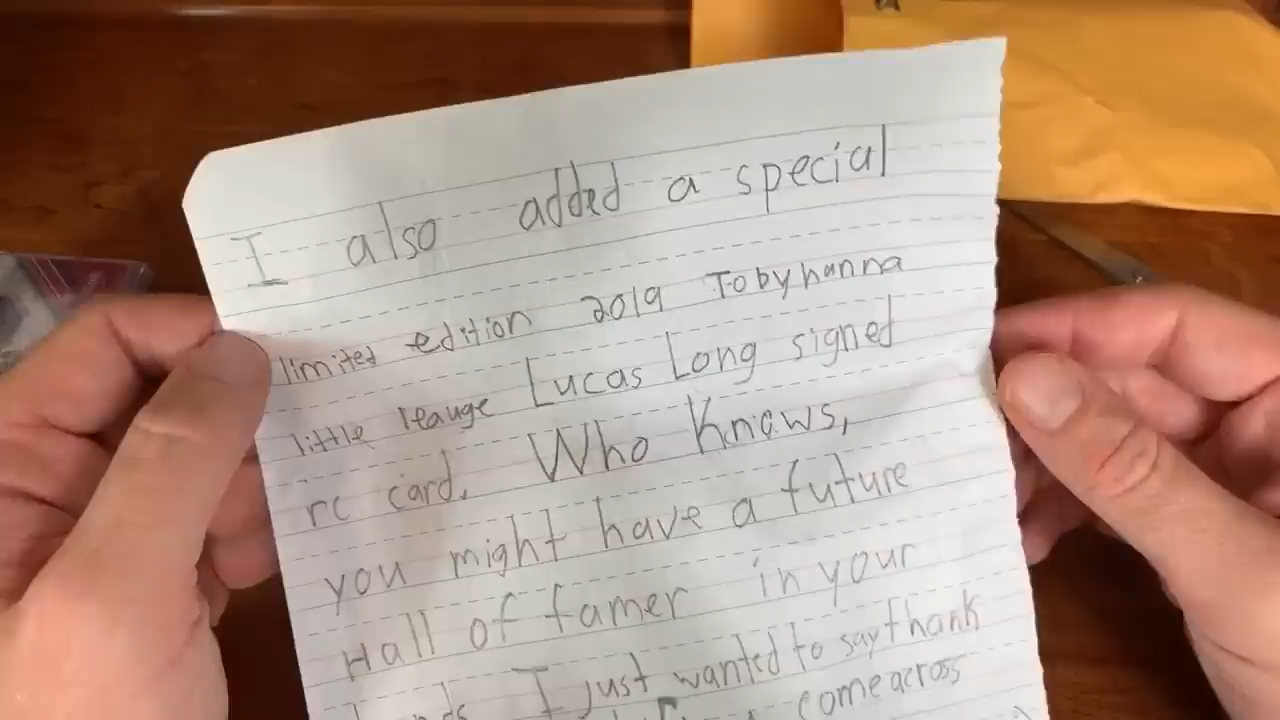 I also added a special
limited edition 2019 Tobyhanna
little leauge Lucas Long signed
rc card. Who Knows,
you might have a future
Hall of famer in your
I just wanted to say thank
come across